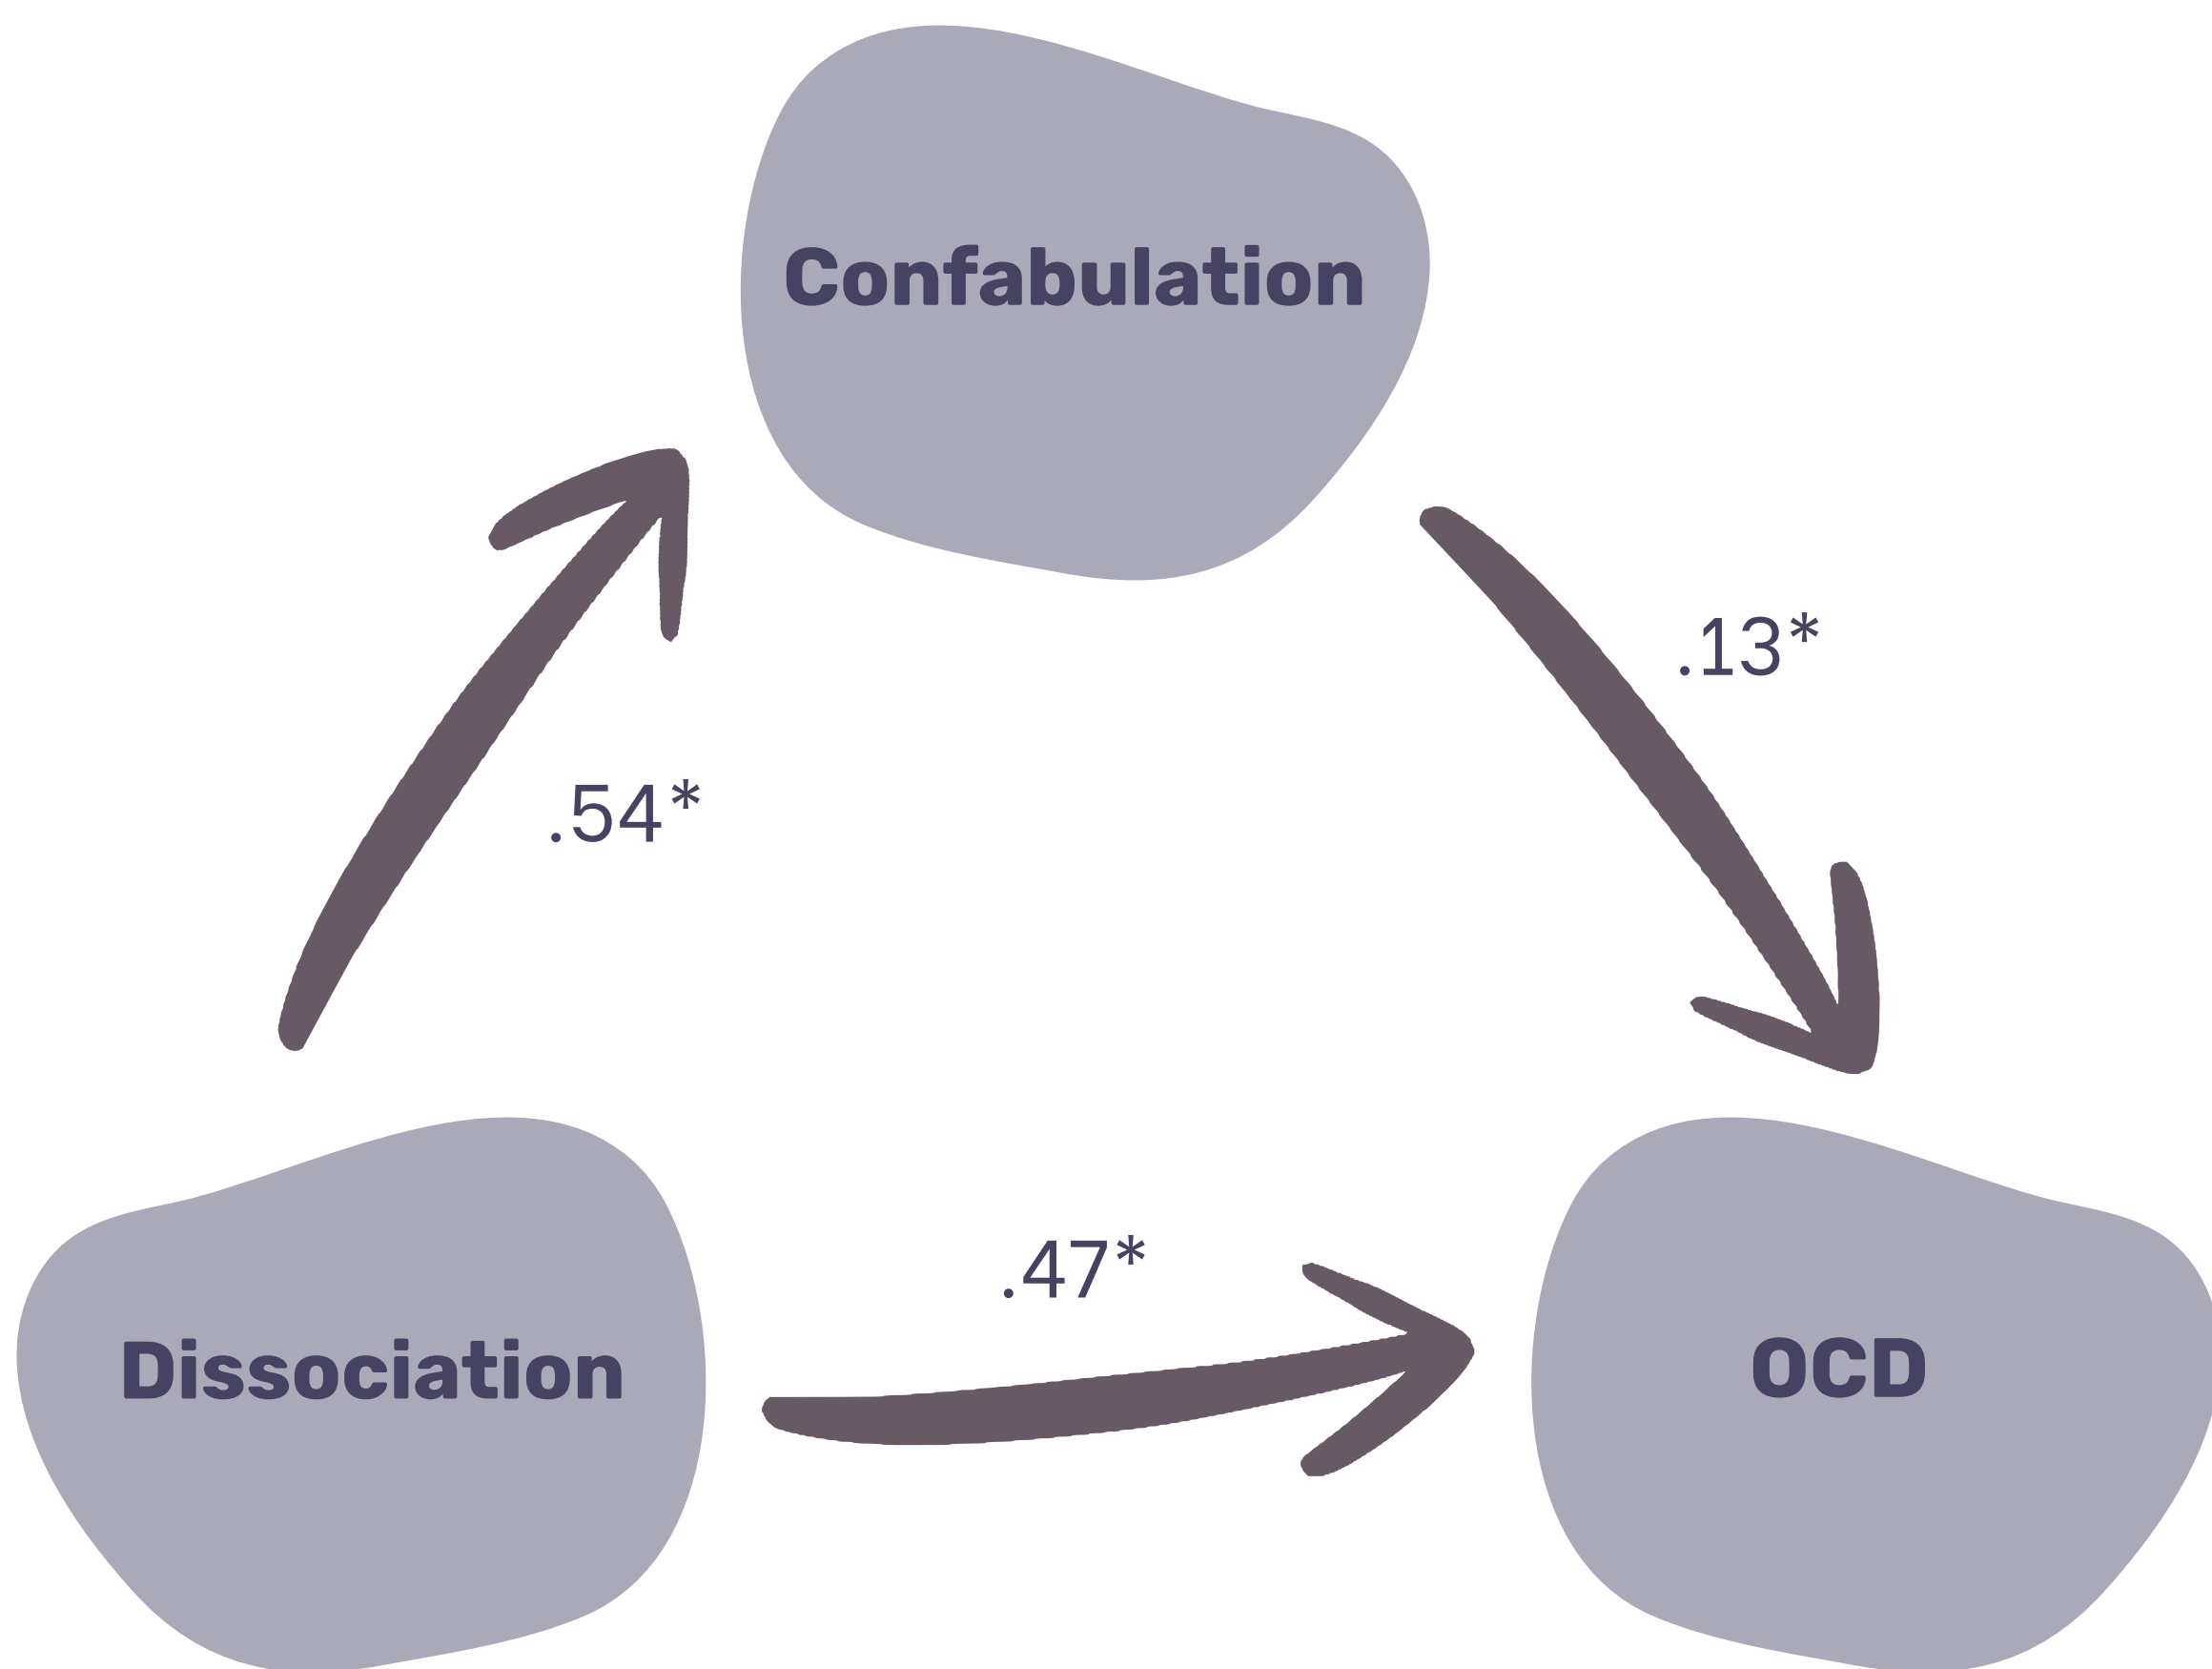 Confabulation
.13*
.54*
.47*
Dissociation
OCD